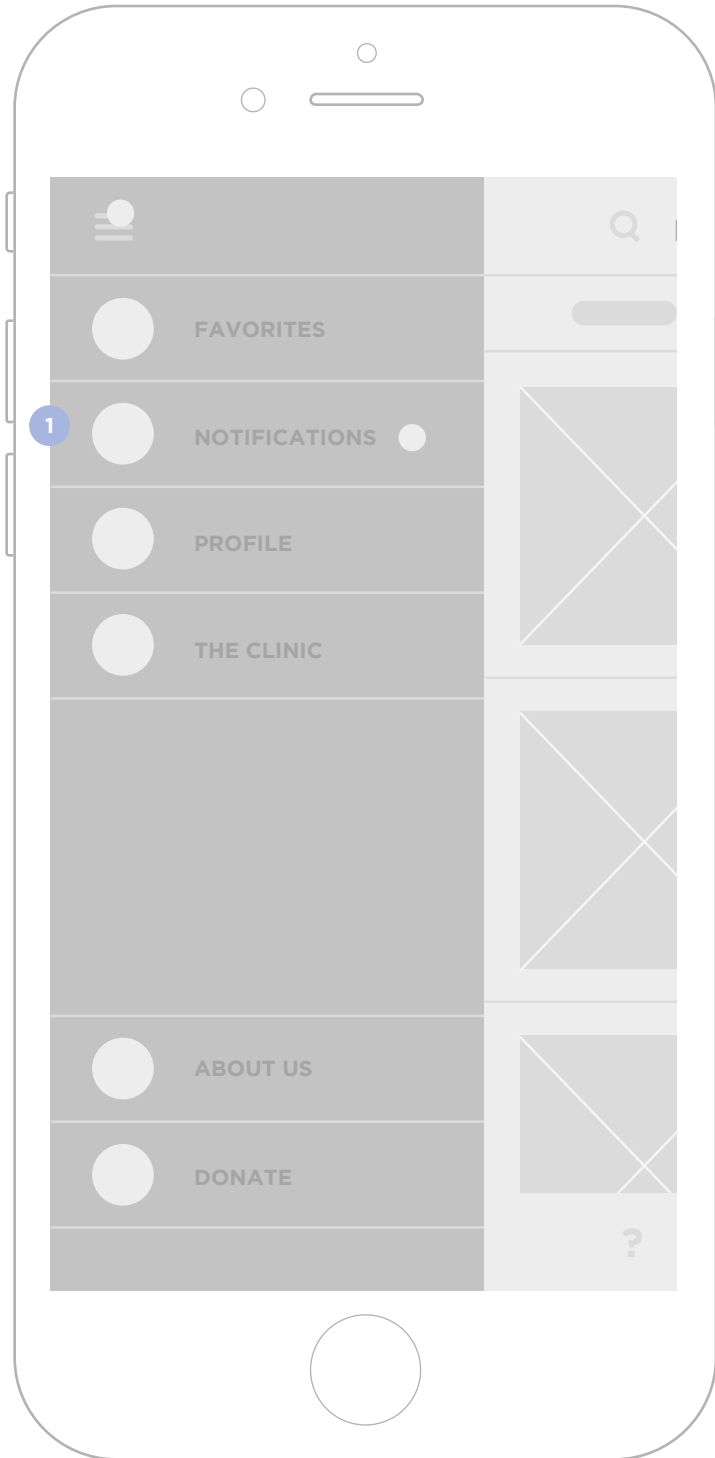 FAVORITES
1
NOTIFICATIONS
PROFILE
THE CLINIC
ABOUT US
DONATE
?